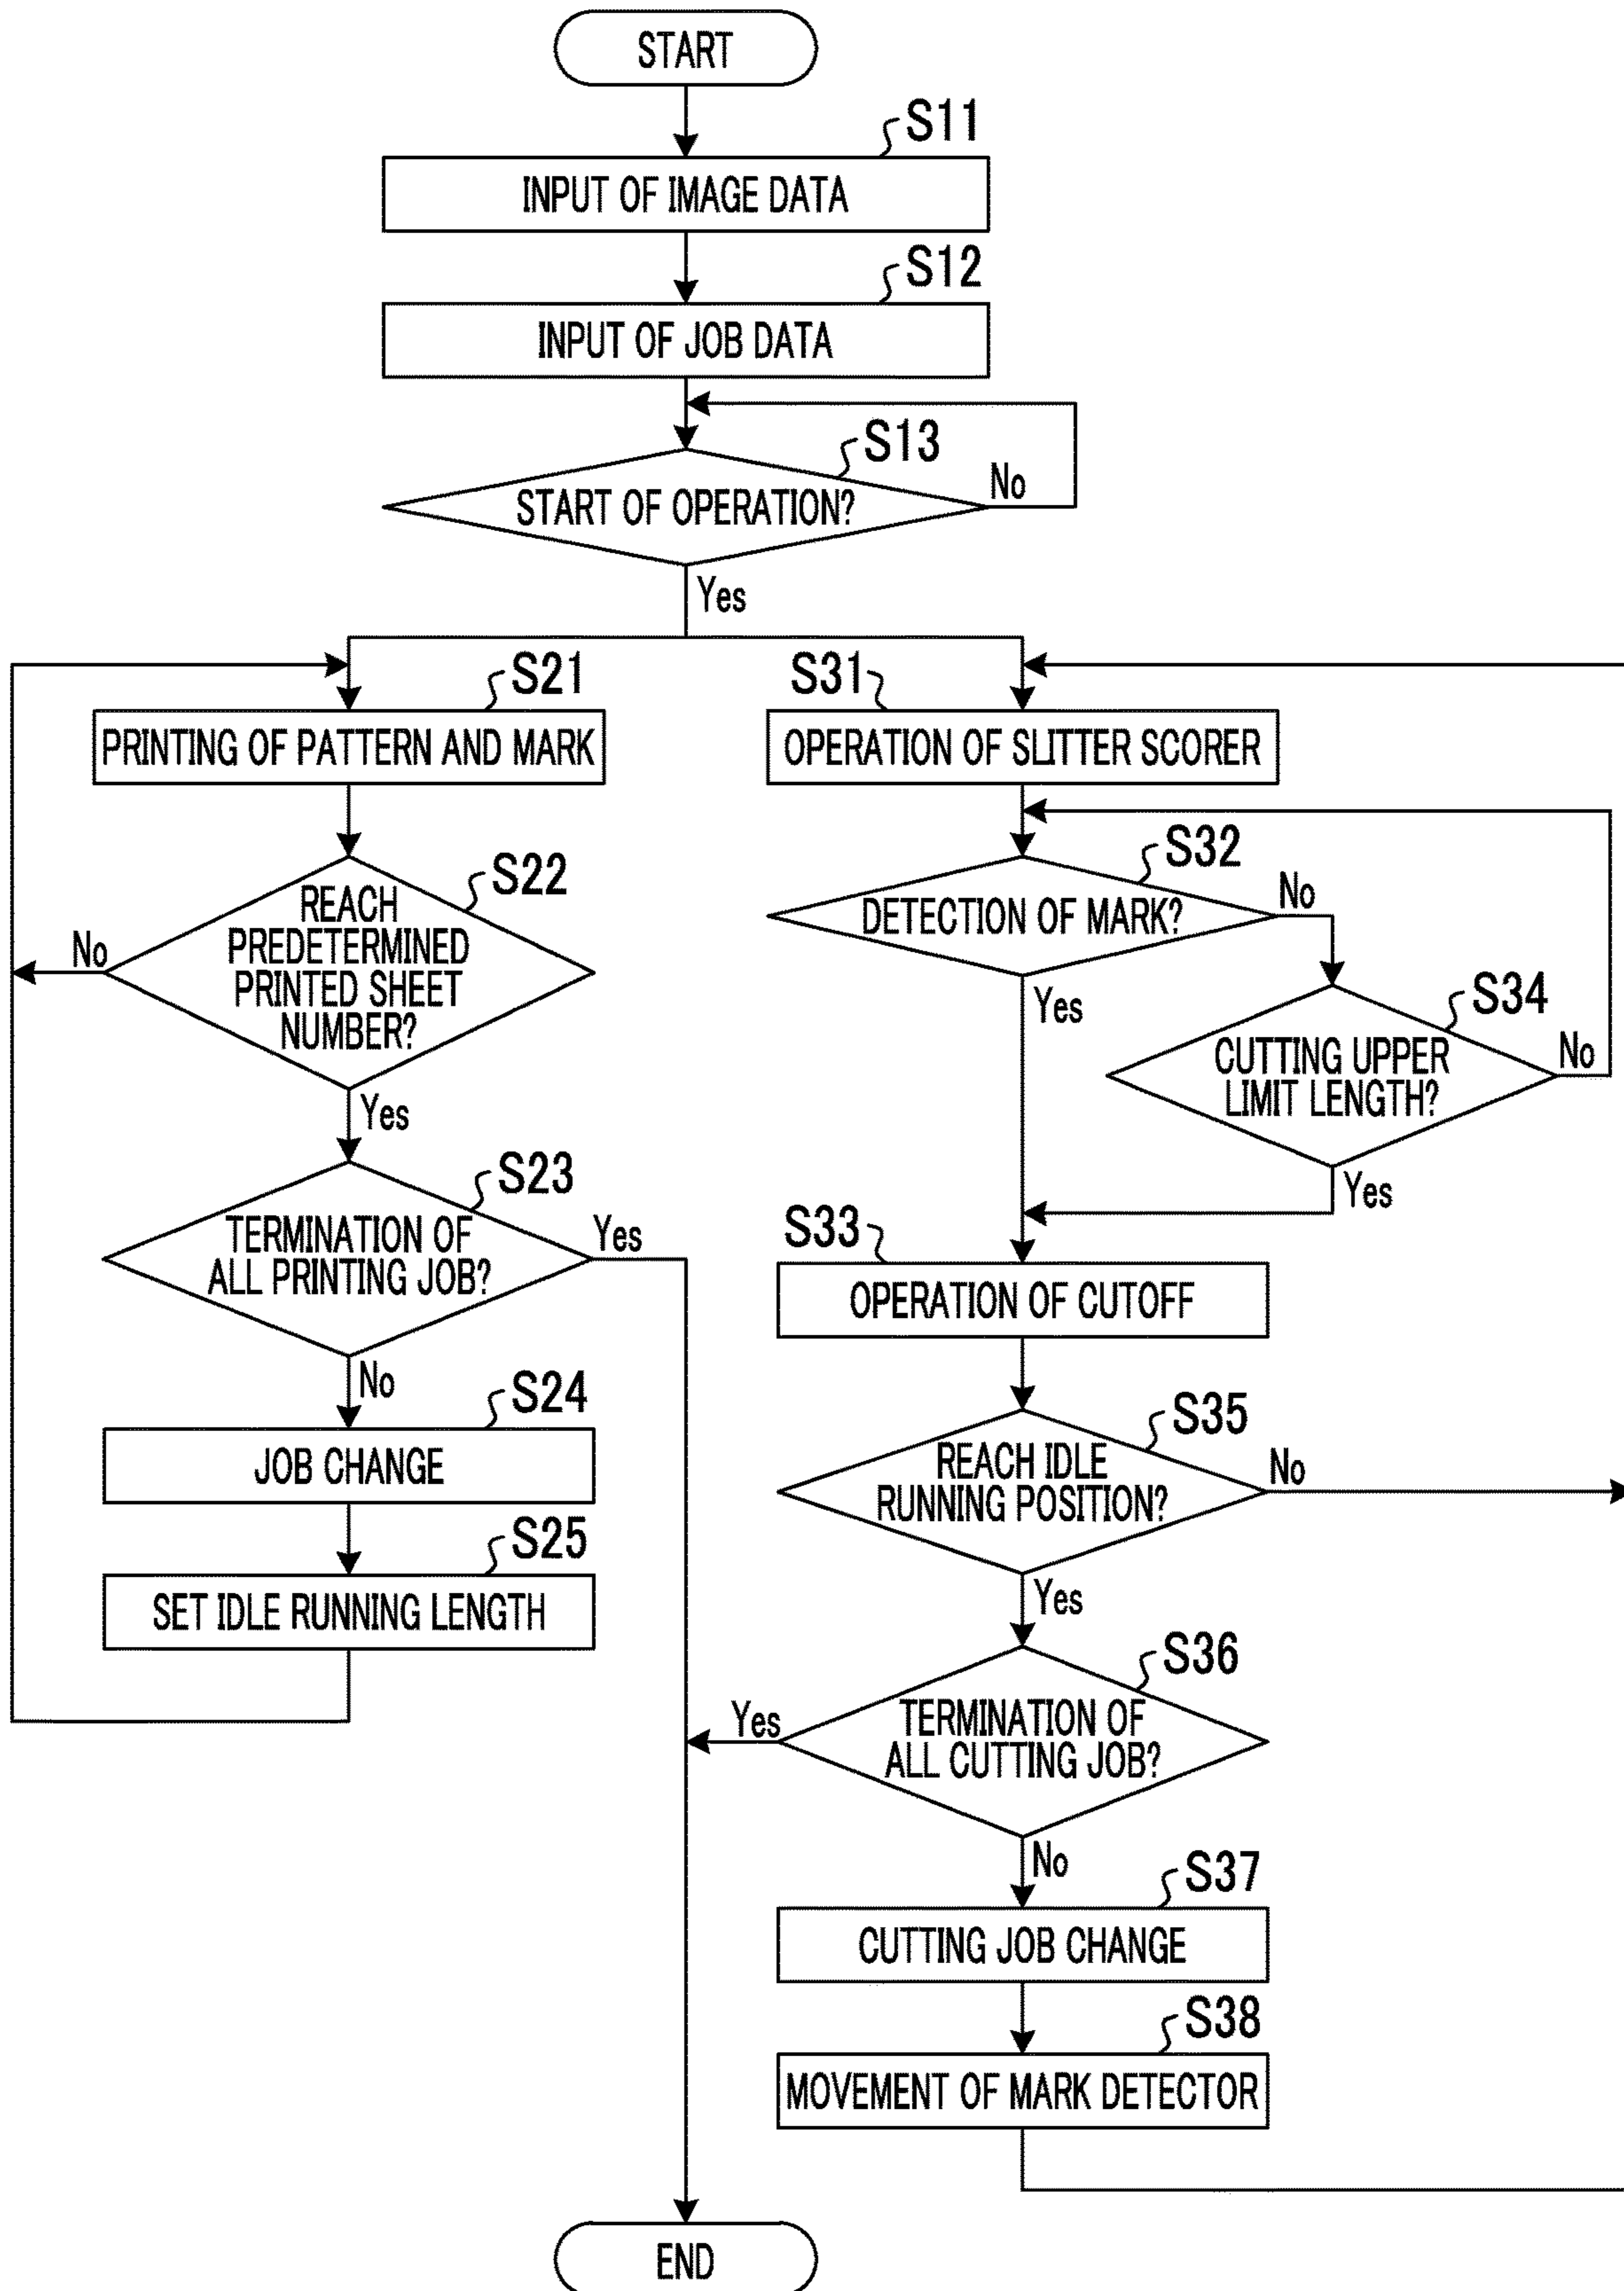 START
S11
INPUT OF IMAGE DATA
S12
INPUT OF JOB DATA
S13
START OF OPERATION?
No
Yes
S21
PRINTING OF PATTERN AND MARK
S22
REACH
PREDETERMINED
PRINTED SHEET
NUMBER?
No
Yes
S23
TERMINATION OF
ALL PRINTING JOB?
Yes
No
S24
JOB CHANGE
S25
SET IDLE RUNNING LENGTH
S31
OPERATION OF SLITTER SCORER
S32
DETECTION OF MARK?
No
Yes
S34
CUTTING UPPER
LIMIT LENGTH?
No
Yes
S33
OPERATION OF CUTOFF
S35
REACH IDLE
RUNNING POSITION?
No
Yes
S36
TERMINATION OF
ALL CUTTING JOB?
Yes
No
S37
CUTTING JOB CHANGE
S38
MOVEMENT OF MARK DETECTOR
END